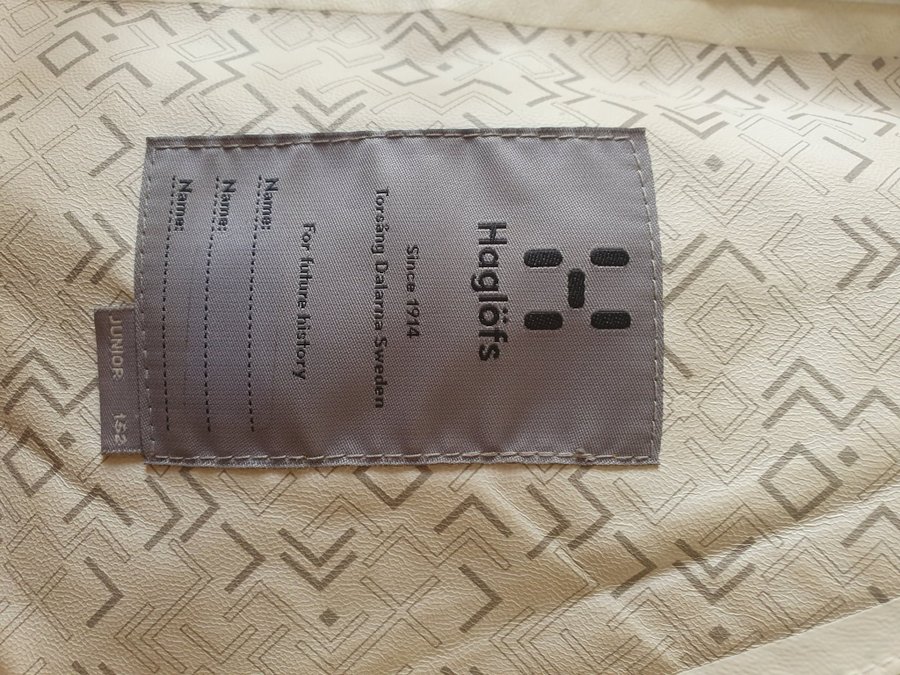 Haglöfs
Since 1914
Torsång Dalarna Sweden
For future history
Name:
Name:
Name:
JUNIOR 152